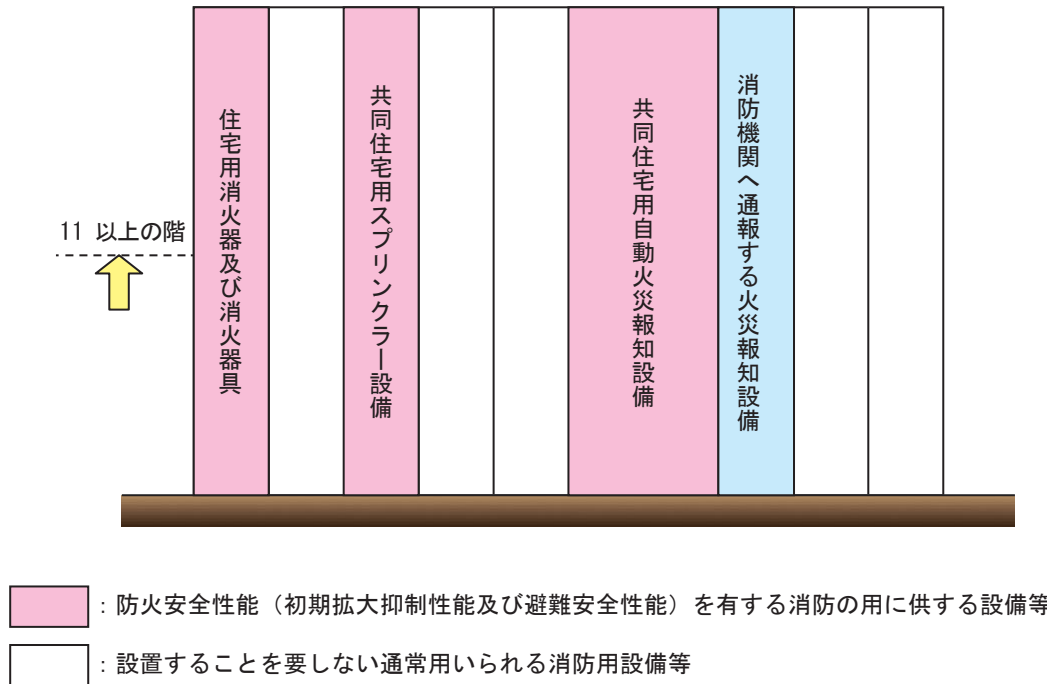 11 以上の階
住宅用消火器及び消火器具
共同住宅用スプリンクラー設備
共同住宅用自動火災報知設備
消防機関へ通報する火災報知設備
：防火安全性能（初期拡大抑制性能及び避難安全性能）を有する消防の用に供する設備等
：設置することを要しない通常用いられる消防用設備等